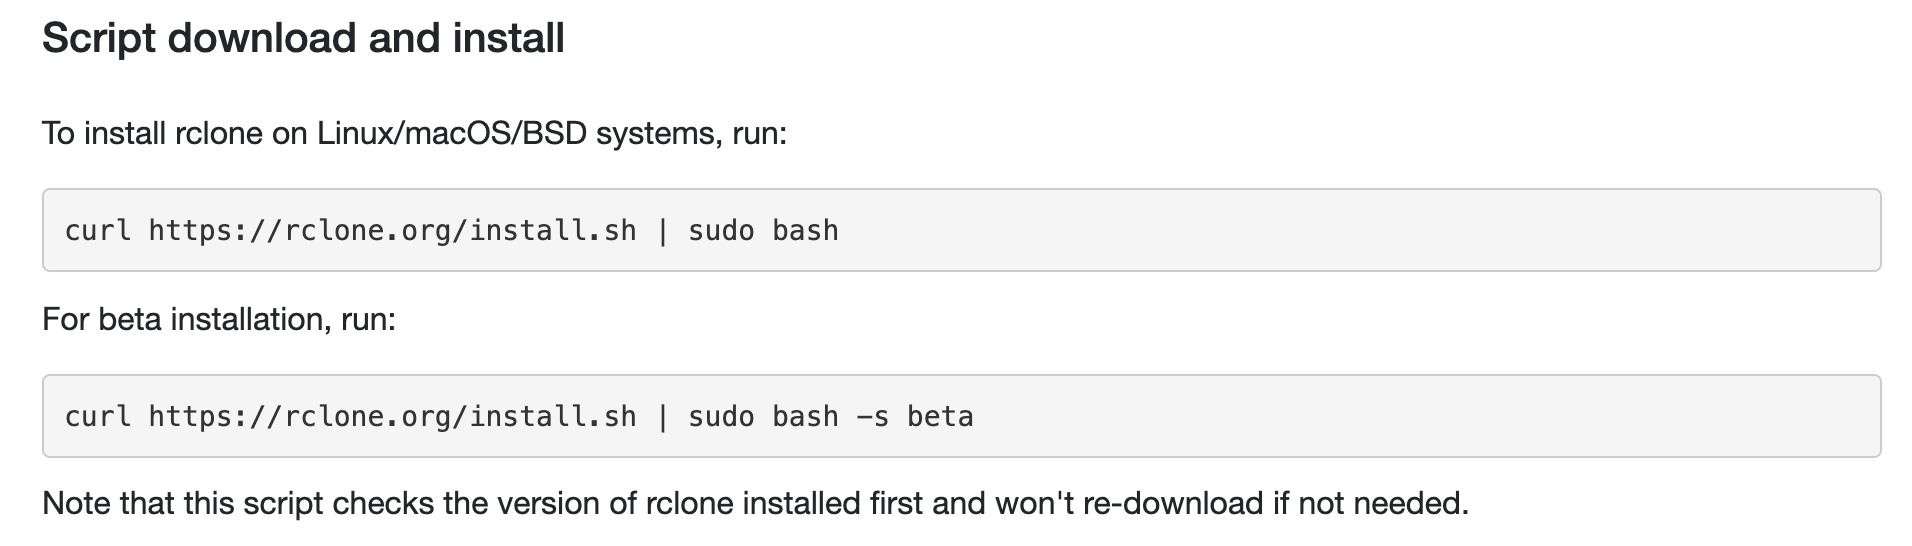 Script download and install
To install rclone on Linux/macOS/BSD systems, run:
curl https://rclone.org/install.sh | sudo bash
For beta installation, run:
curl https://rclone.org/install.sh | sudo bash -s beta
Note that this script checks the version of rclone installed first and won't re-download if not needed.